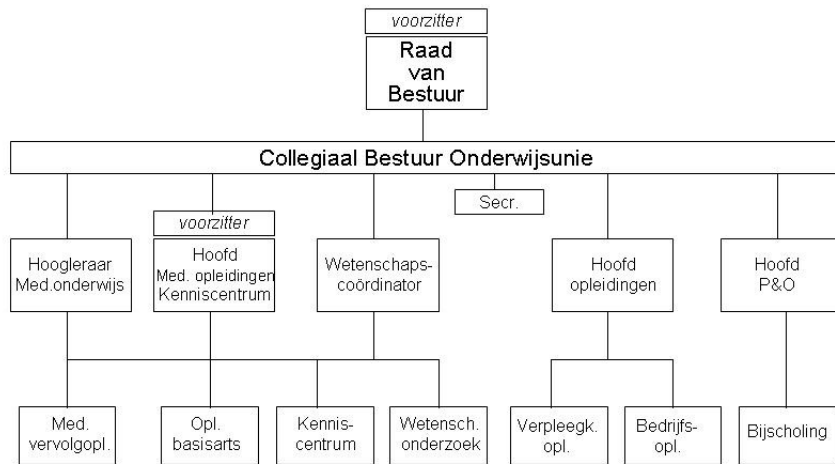 voorzitter
Raad
van
Bestuur
Collegiaal Bestuur Onderwijsunie
Secr.
voorzitter
Hoogleraar
Med.onderwijs
Hoofd
Med. opleidingen
Kenniscentrum
Wetenschaps-
coördinator
Hoofd
opleidingen
Hoofd
P&O
Med.
vervolgopl.
Opl.
basisarts
Kennis-
centrum
Wetensch.
onderzoek
Verpleegk.
opl.
Bedrijfs-
opl.
Bijscholing